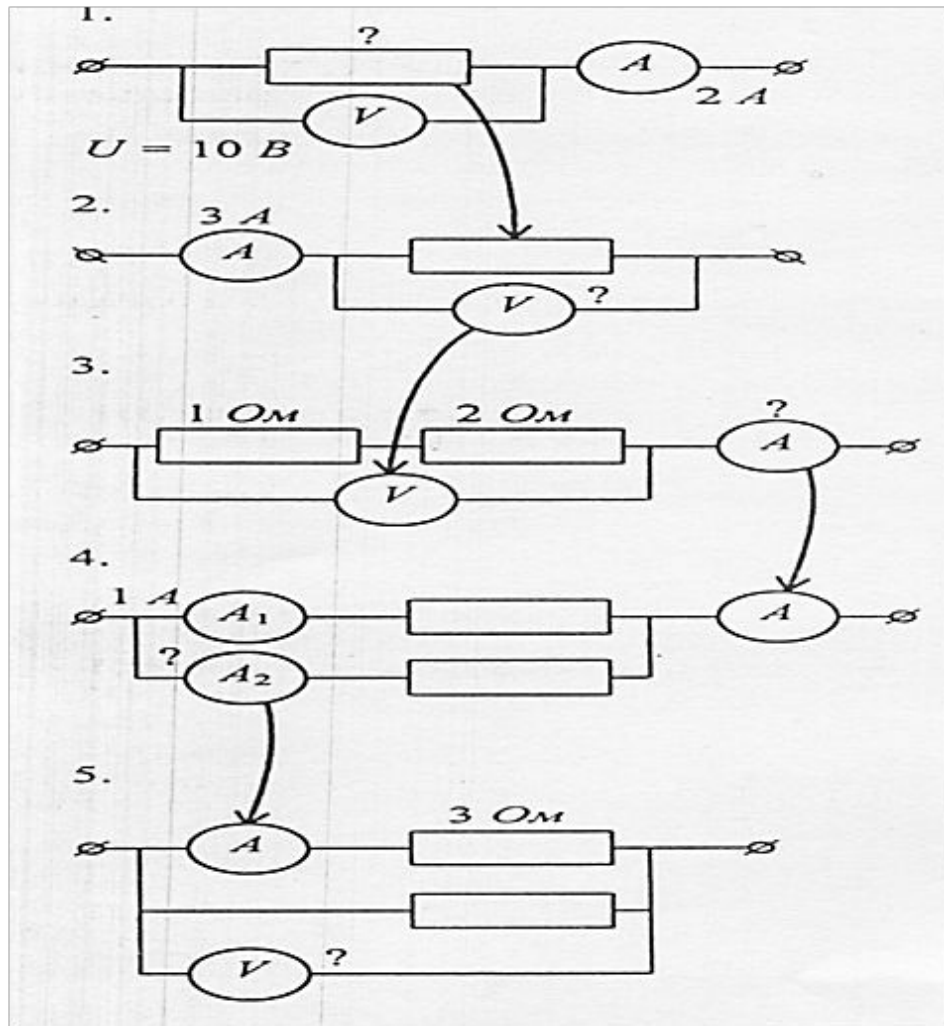 1.
?
A
2 А
V
U = 10 В
2.
3 А
A
V ?
3.
1 Ом 2 Ом ?
A
V
4.
1 А A₁ A
? A₂
5.
3 Ом
A
V ?